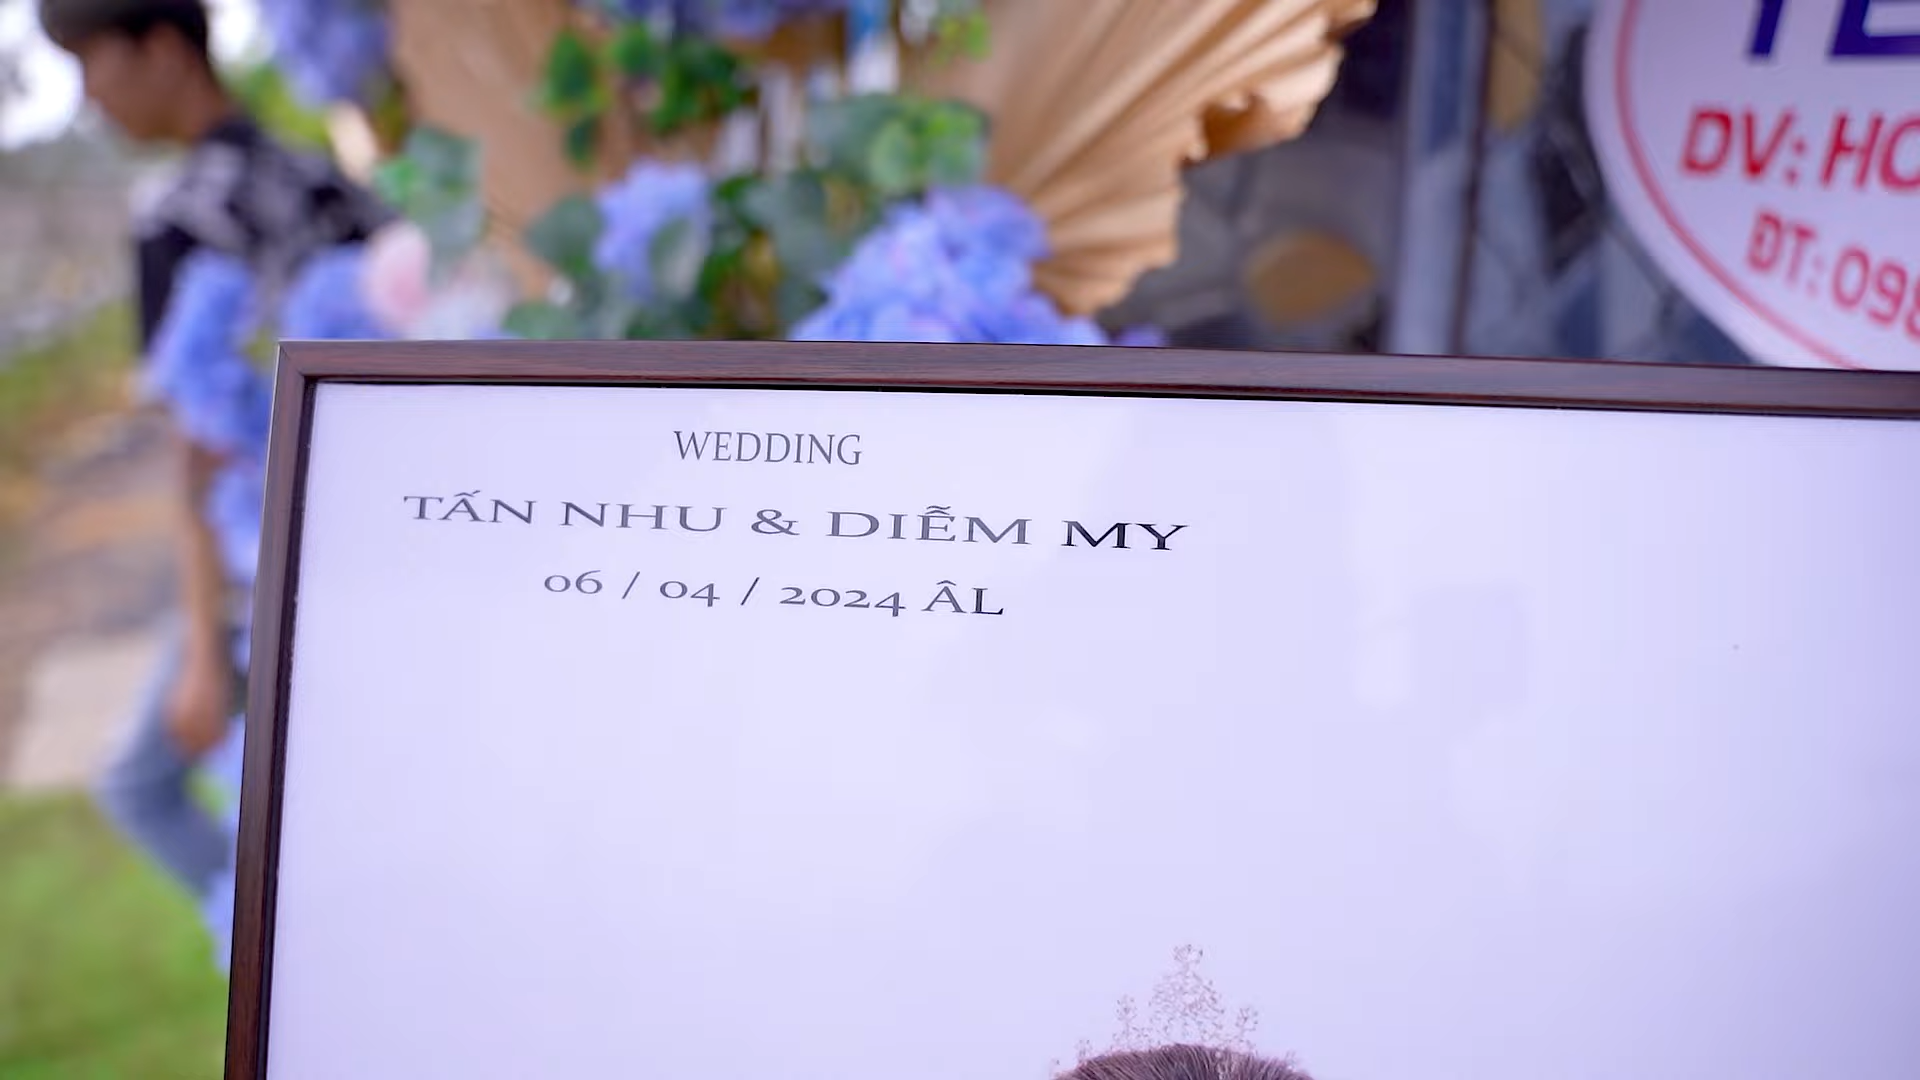 DV: HO
ĐT: 098
WEDDING
TẤN NHU & DIỄM MY
06 / 04 / 2024 ÂL